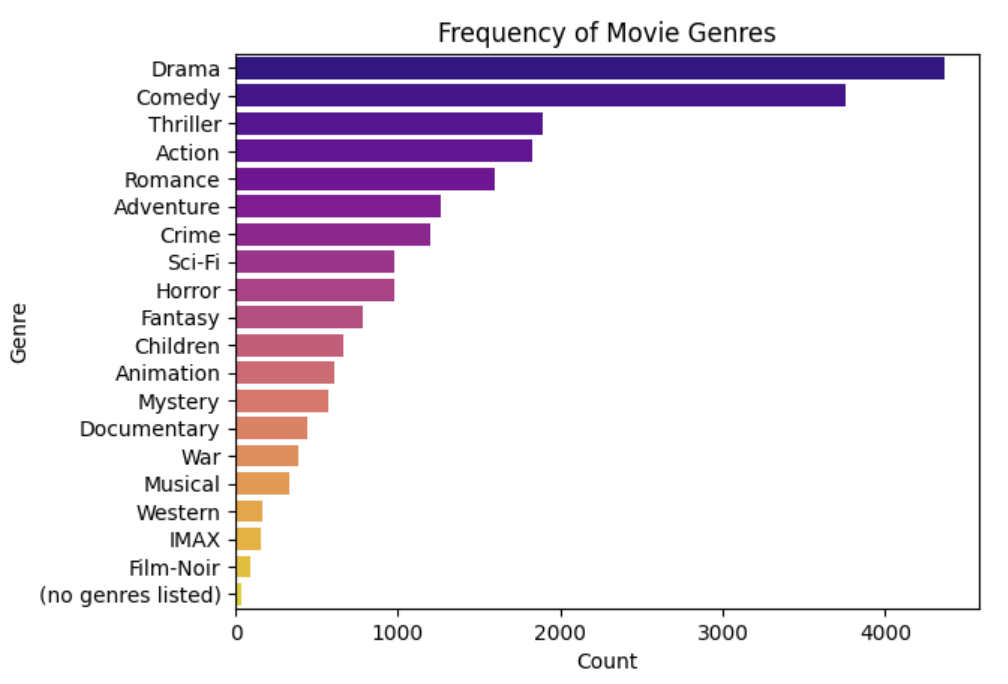 Frequency of Movie Genres
Drama
Comedy
Thriller
Action
Romance
Adventure
Crime
Sci-Fi
Horror
Fantasy
Children
Animation
Mystery
Documentary
War
Musical
Western
IMAX
Film-Noir
(no genres listed)
Genre
0 1000 2000 3000 4000
Count